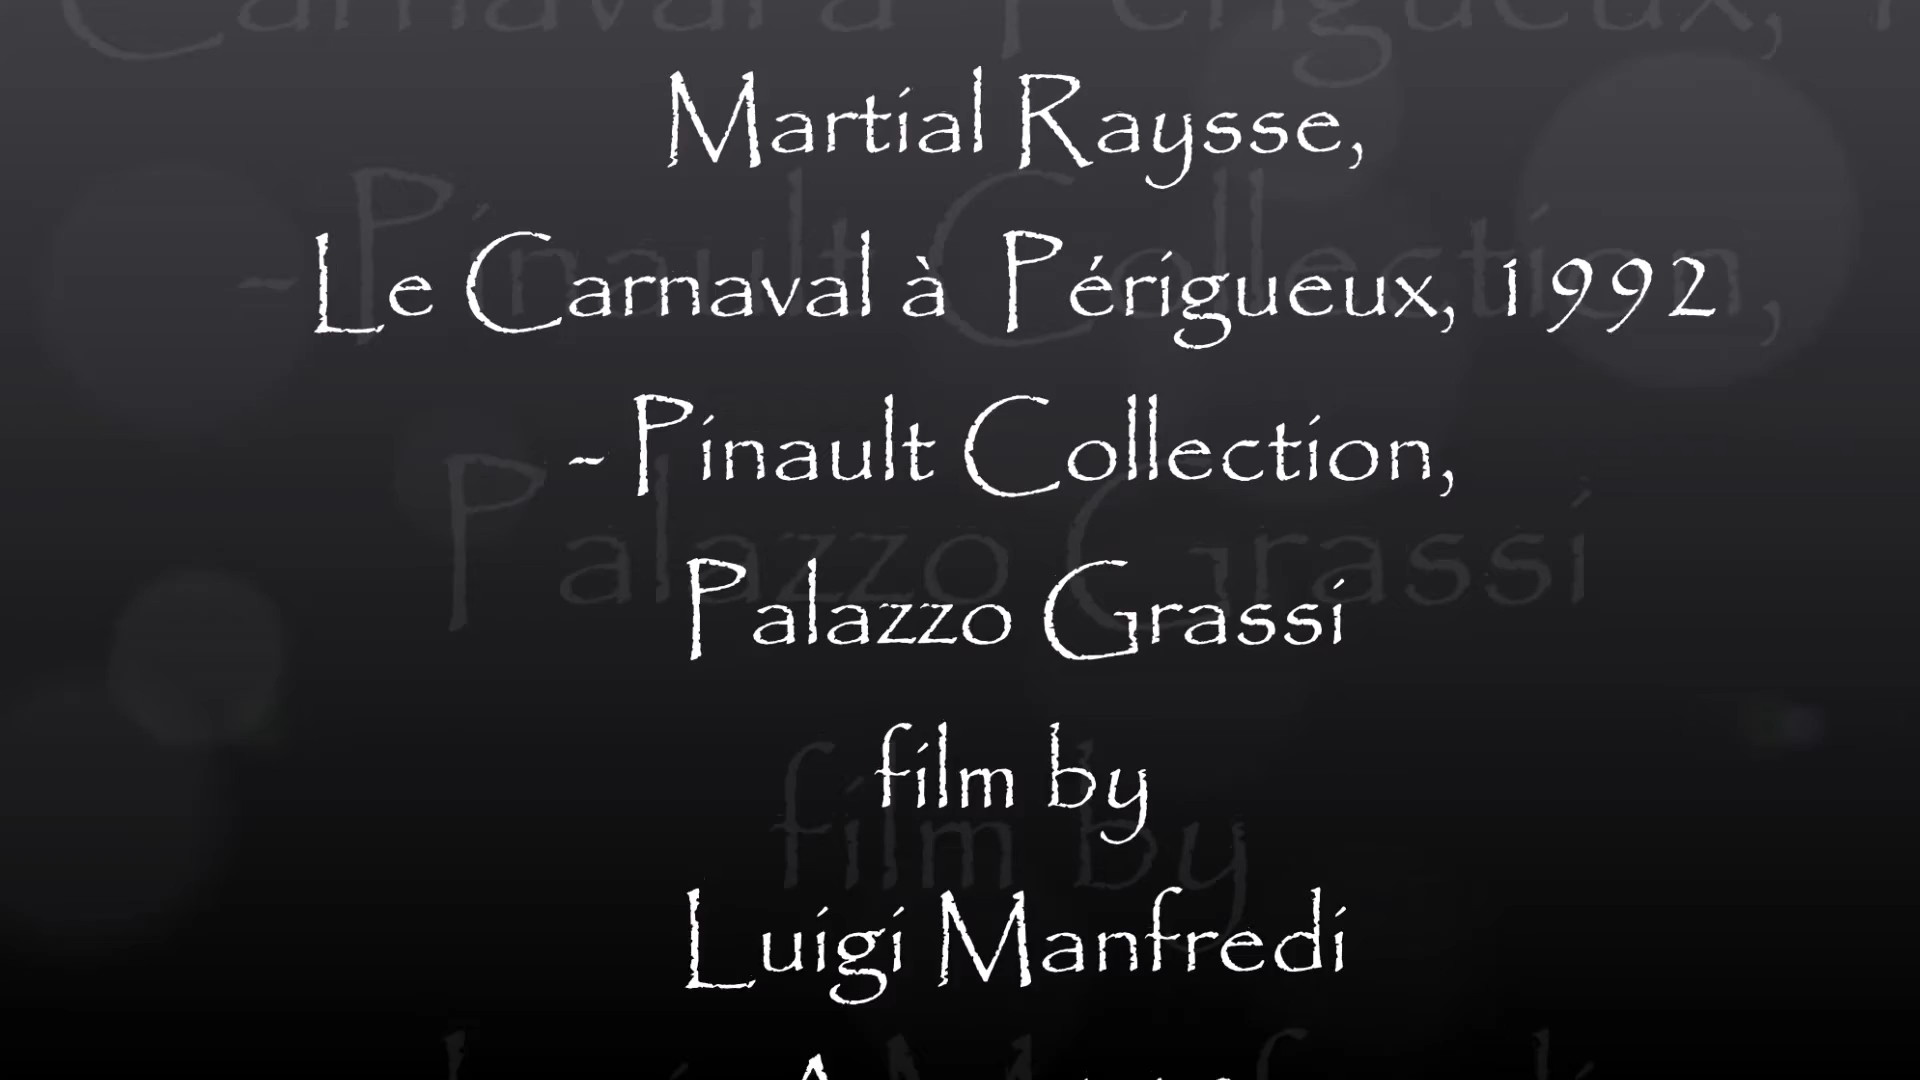 Martial Raysse,
Le Carnaval à Périgueux, 1992
- Pinault Collection,
Palazzo Grassi
film by
Luigi Manfredi